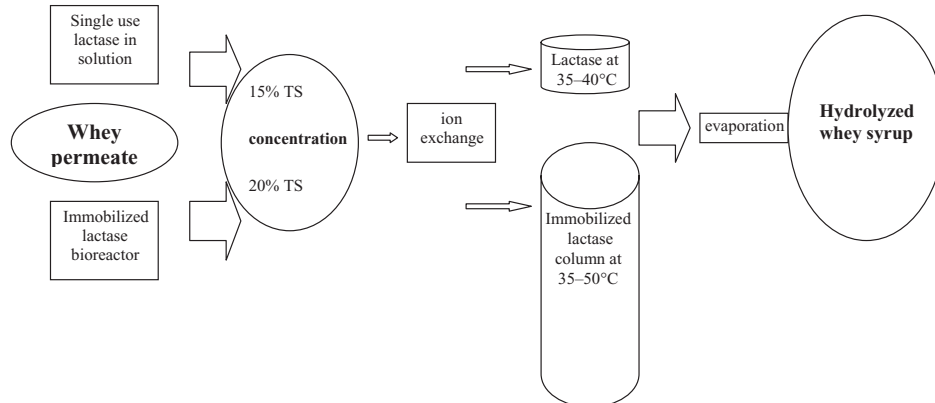 Single use
lactase in
solution
Whey
permeate
Immobilized
lactase
bioreactor
15% TS
concentration
20% TS
ion
exchange
Lactase at
35–40°C
Immobilized
lactase
column at
35–50°C
evaporation
Hydrolyzed
whey syrup